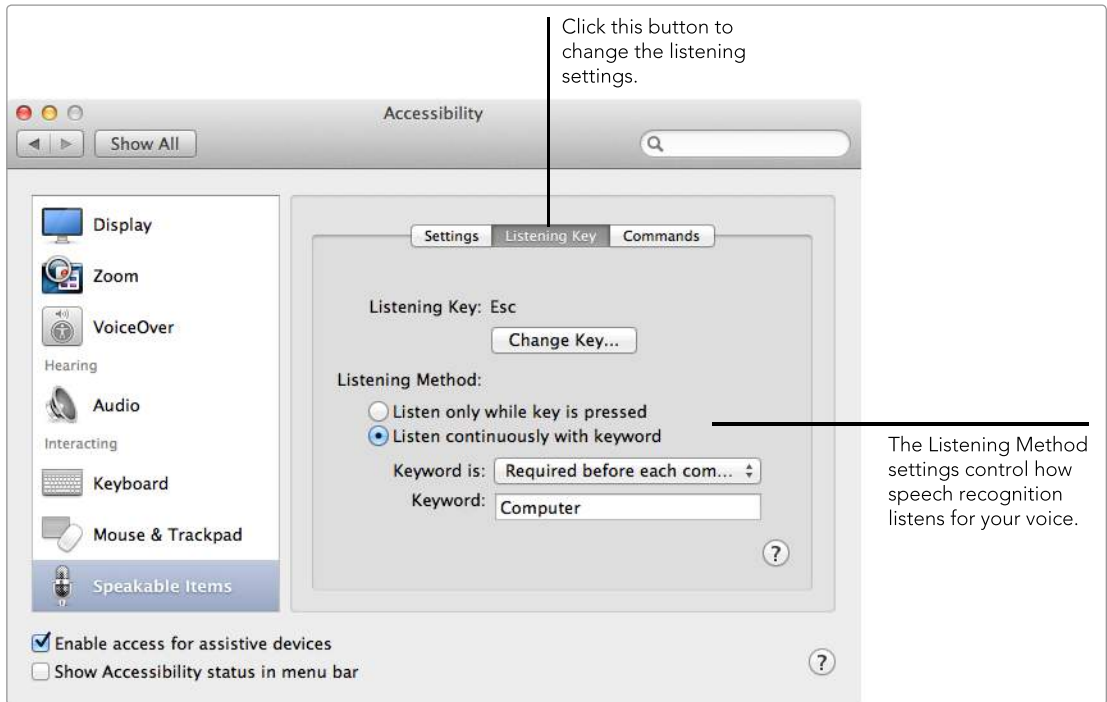 Click this button to
change the listening
settings.
Accessibility
Show All
Display
Zoom
VoiceOver
Hearing
Audio
Interacting
Keyboard
Mouse & Trackpad
Speakable Items
Settings
Listening Key
Commands
Listening Key: Esc
Change Key...
Listening Method:
Listen only while key is pressed
Listen continuously with keyword
Keyword is: Required before each com...
Keyword: Computer
?
The Listening Method
settings control how
speech recognition
listens for your voice.
Enable access for assistive devices
Show Accessibility status in menu bar
?